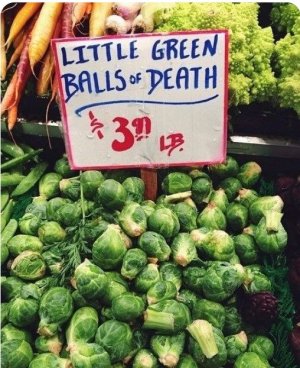 LITTLE GREEN
BALLS OF DEATH
$3.99 LB.